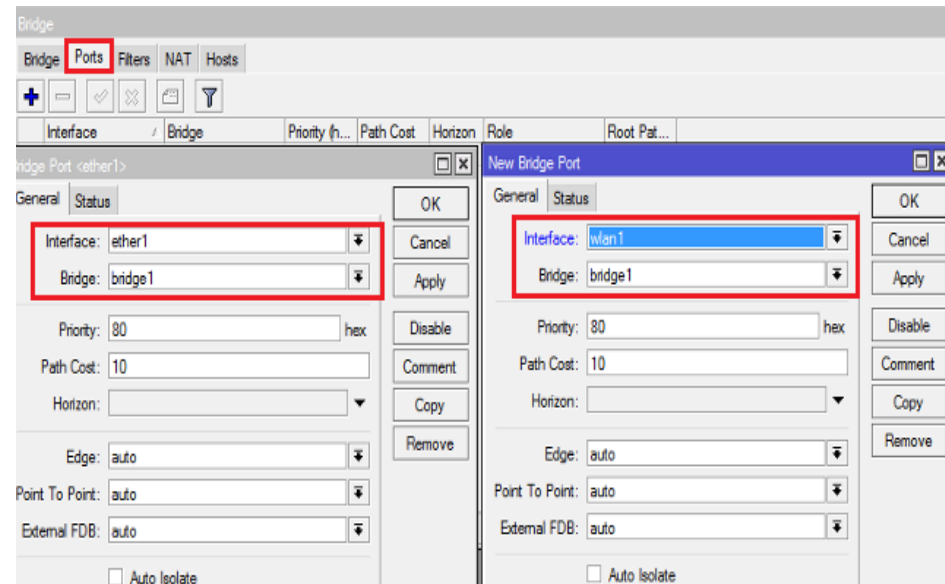 Bridge
Bridge Ports Filters NAT Hosts
Interface / Bridge Priority (h... Path Cost Horizon Role Root Pat...
Bridge Port <ether1>
General Status
Interface: ether1
Bridge: bridge1
Priority: 80 hex
Path Cost: 10
Horizon:
Edge: auto
Point To Point: auto
External FDB: auto
Auto Isolate
OK
Cancel
Apply
Disable
Comment
Copy
Remove
New Bridge Port
General Status
Interface: wlan1
Bridge: bridge1
Priority: 80 hex
Path Cost: 10
Horizon:
Edge: auto
Point To Point: auto
External FDB: auto
Auto Isolate
OK
Cancel
Apply
Disable
Comment
Copy
Remove